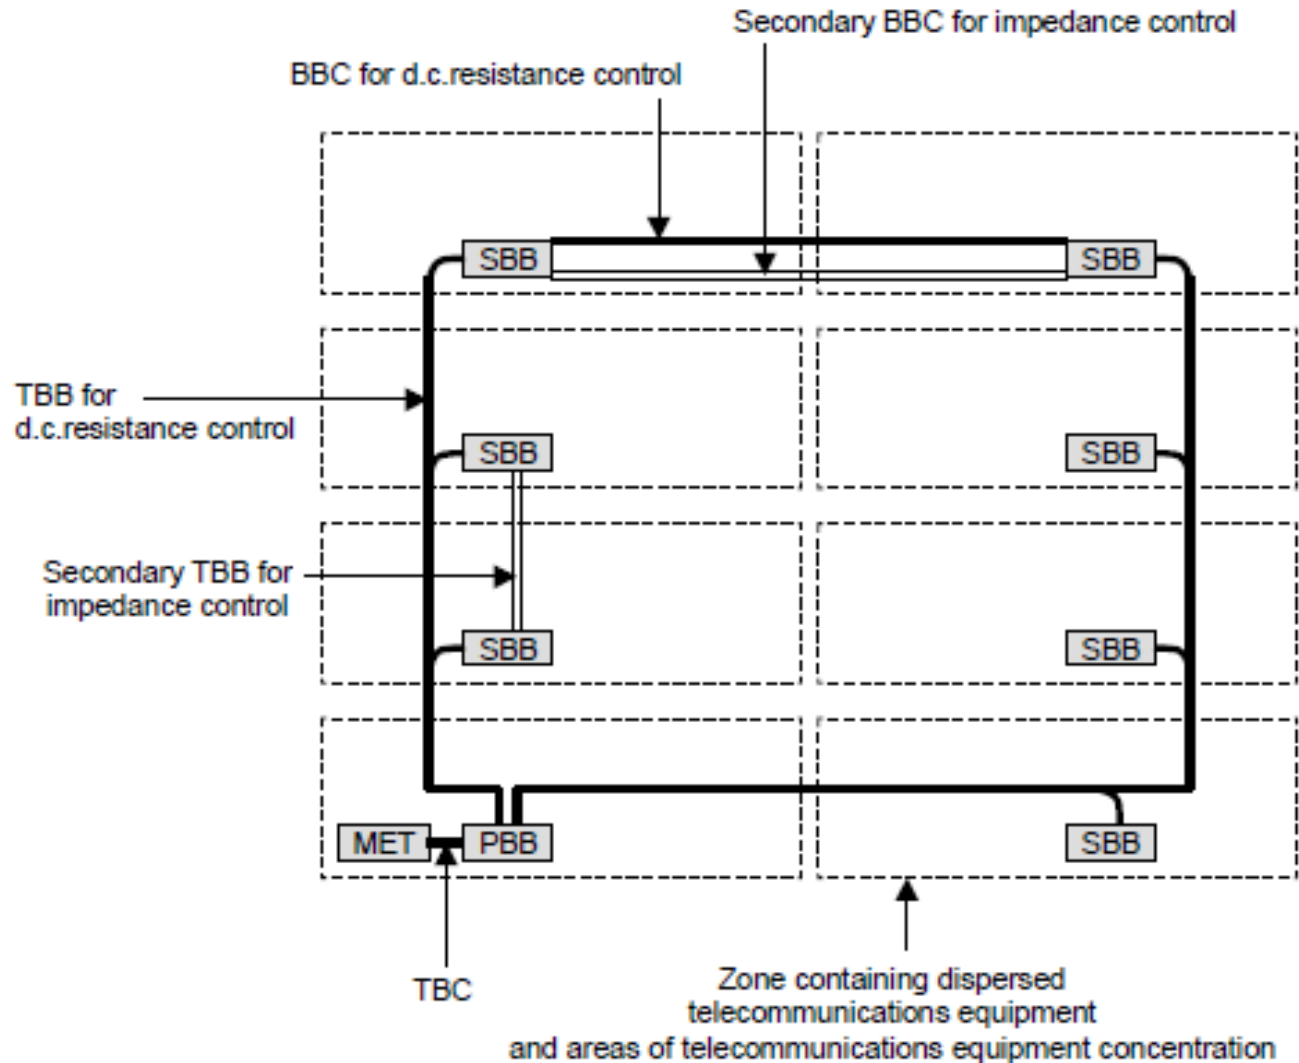 Secondary BBC for impedance control
BBC for d.c.resistance control
SBB
SBB
TBB for
d.c.resistance control
SBB
SBB
Secondary TBB for
impedance control
SBB
SBB
MET
PBB
SBB
TBC
Zone containing dispersed
telecommunications equipment
and areas of telecommunications equipment concentration